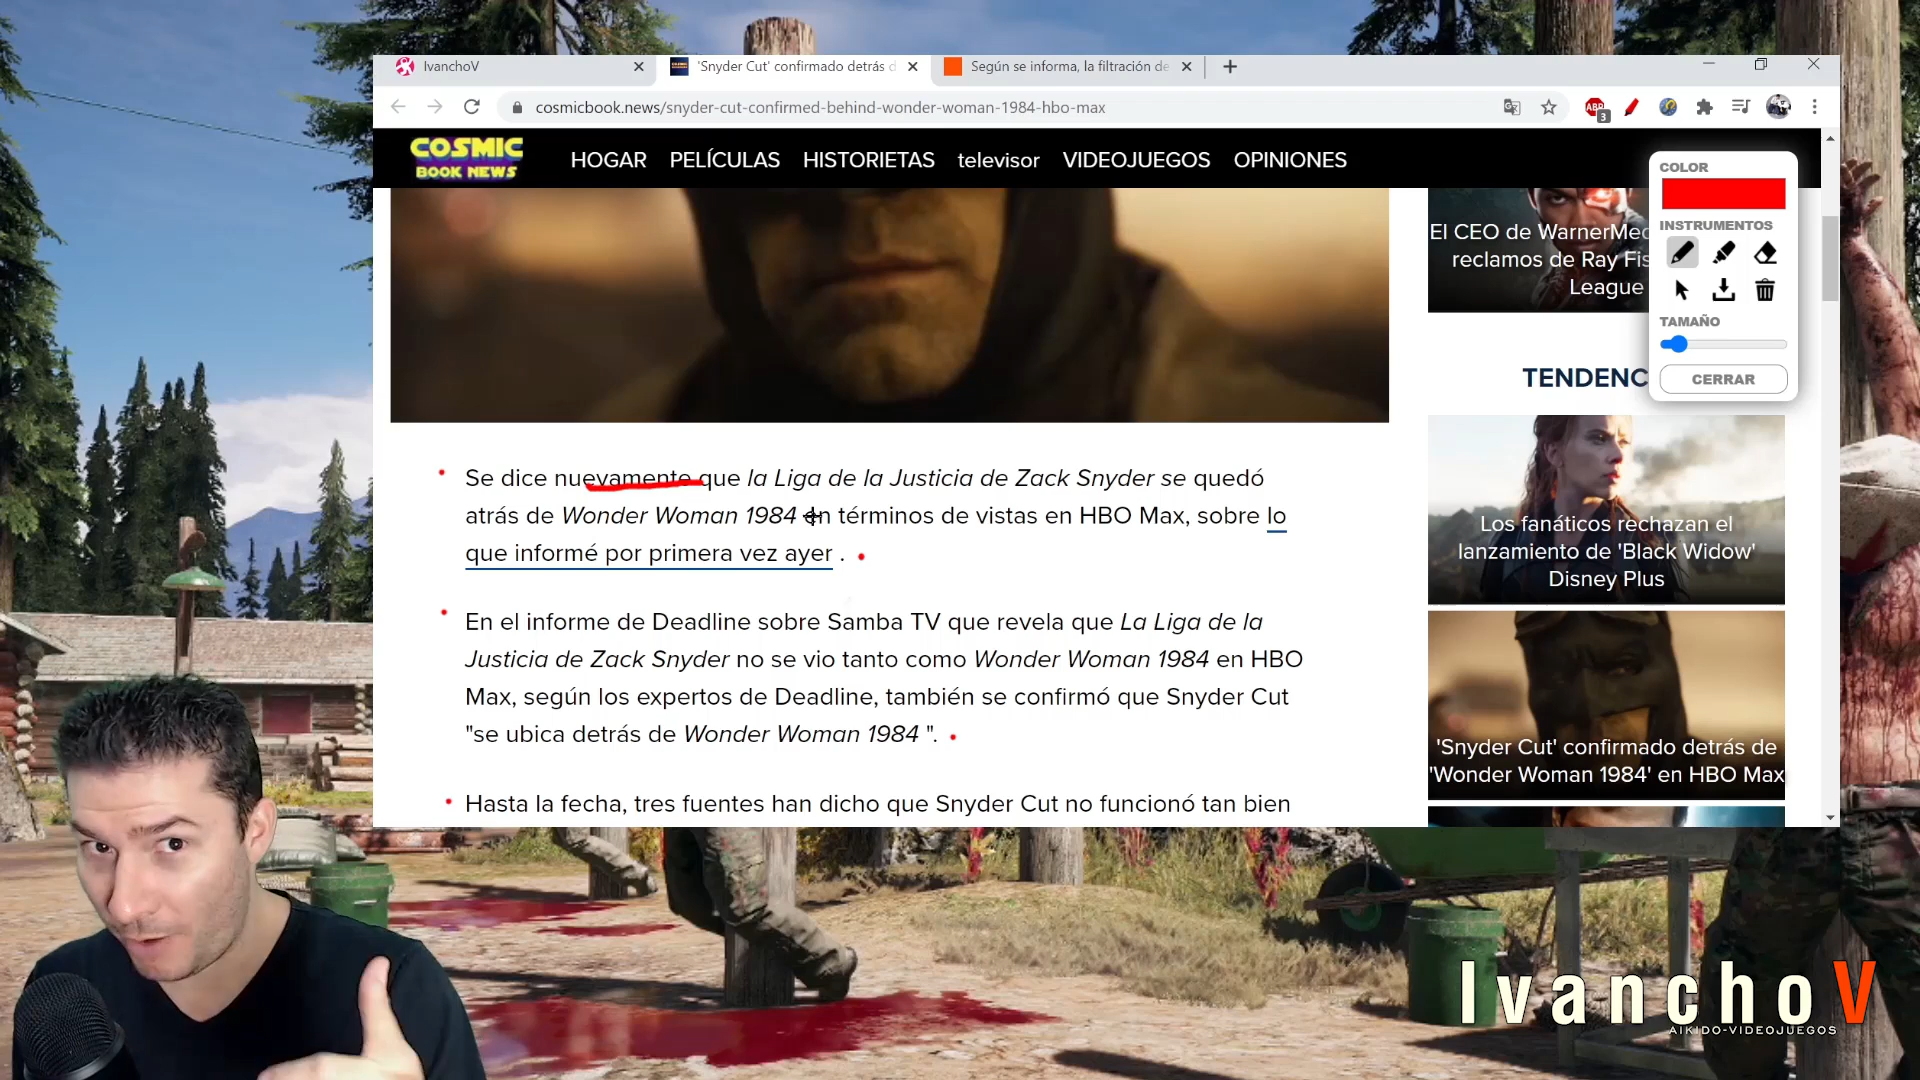 IvanchoV
'Snyder Cut' confirmado detrás d
Según se informa, la filtración de
cosmicbook.news/snyder-cut-confirmed-behind-wonder-woman-1984-hbo-max
ABP
3
COSMIC
BOOK NEWS
HOGAR
PELÍCULAS
HISTORIETAS
televisor
VIDEOJUEGOS
OPINIONES
COLOR
INSTRUMENTOS
TAMAÑO
CERRAR
El CEO de WarnerMed
reclamos de Ray Fis
League
TENDENC
Los fanáticos rechazan el
lanzamiento de 'Black Widow'
Disney Plus
'Snyder Cut' confirmado detrás de
'Wonder Woman 1984' en HBO Max
Se dice nuevamente que la Liga de la Justicia de Zack Snyder se quedó
atrás de Wonder Woman 1984 en términos de vistas en HBO Max, sobre lo
que informé por primera vez ayer .
En el informe de Deadline sobre Samba TV que revela que La Liga de la
Justicia de Zack Snyder no se vio tanto como Wonder Woman 1984 en HBO
Max, según los expertos de Deadline, también se confirmó que Snyder Cut
"se ubica detrás de Wonder Woman 1984 ".
Hasta la fecha, tres fuentes han dicho que Snyder Cut no funcionó tan bien
IvanchoV
AIKIDO-VIDEOJUEGOS